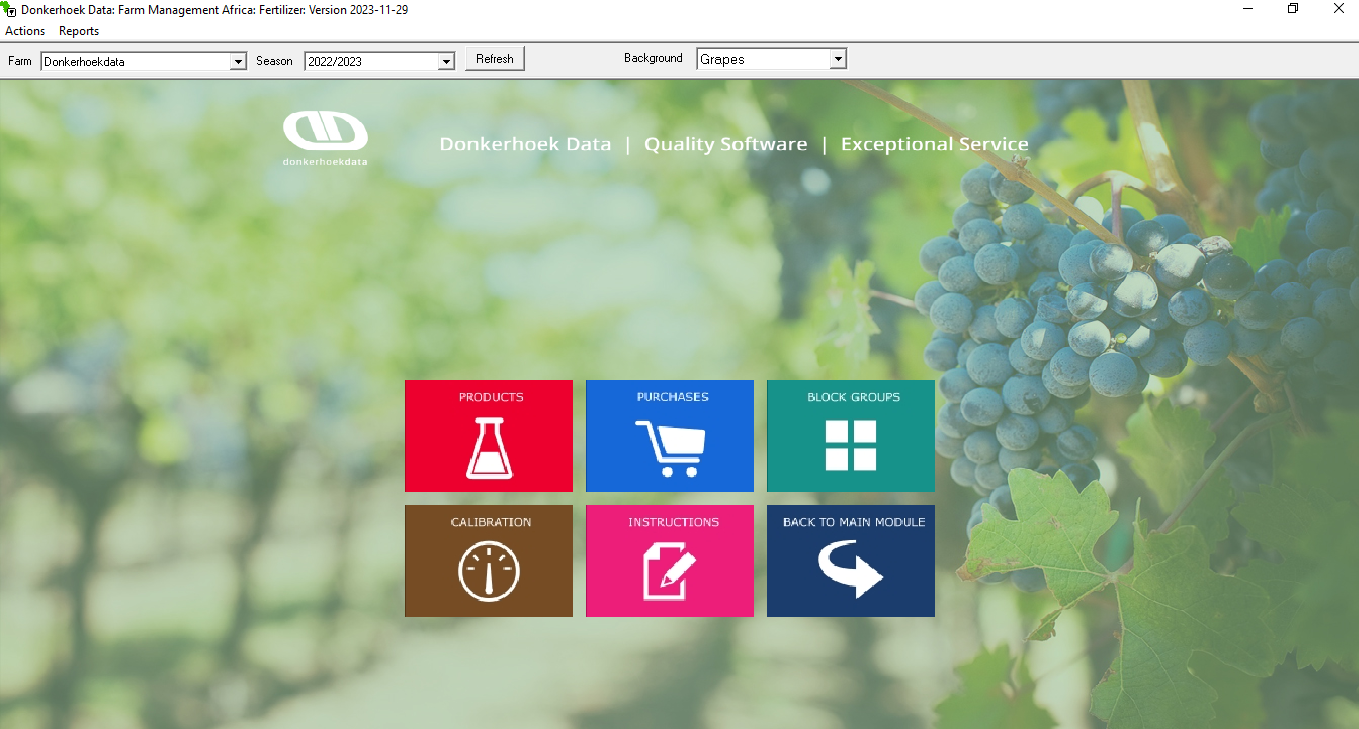 Donkerhoek Data: Farm Management Africa: Fertilizer: Version 2023-11-29
Actions Reports
Farm Donkerhoekdata Season 2022/2023 Refresh Background Grapes
donkerhoekdata
Donkerhoek Data | Quality Software | Exceptional Service
PRODUCTS PURCHASES BLOCK GROUPS
CALIBRATION INSTRUCTIONS BACK TO MAIN MODULE